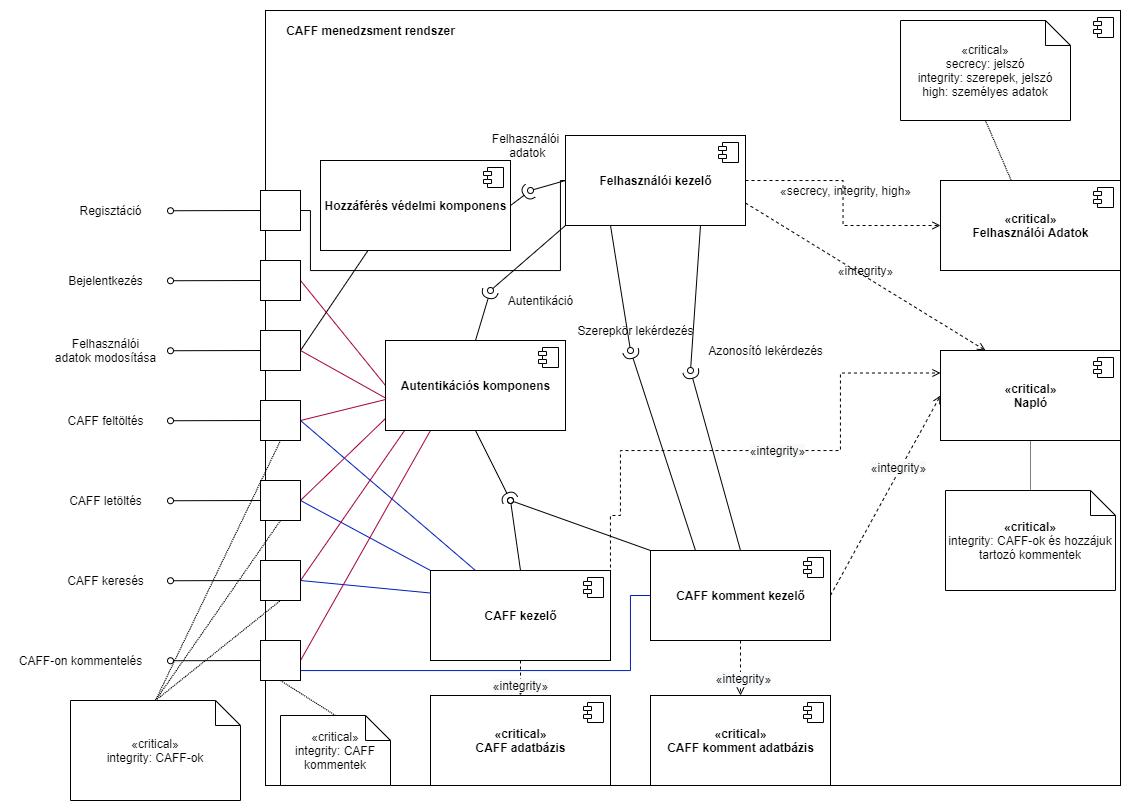 CAFF menedzsment rendszer
«critical»
secrecy: jelszó
integrity: szerepek, jelszó
high: személyes adatok
Felhasználói
adatok
Felhasználói kezelő
«secrecy, integrity, high»
Hozzáférés védelmi komponens
Regisztáció
«critical»
Felhasználói Adatok
«integrity»
Bejelentkezés
Autentikáció
Szerepkör lekérdezés
Azonosító lekérdezés
Felhasználói
adatok modosítása
Autentikációs komponens
«critical»
Napló
CAFF feltöltés
«integrity»
«integrity»
CAFF letöltés
«critical»
integrity: CAFF-ok és hozzájuk
tartozó kommentek
CAFF keresés
CAFF kezelő
CAFF komment kezelő
CAFF-on kommentelés
«integrity»
«integrity»
«critical»
integrity: CAFF-ok
«critical»
integrity: CAFF
kommentek
«critical»
CAFF adatbázis
«critical»
CAFF komment adatbázis